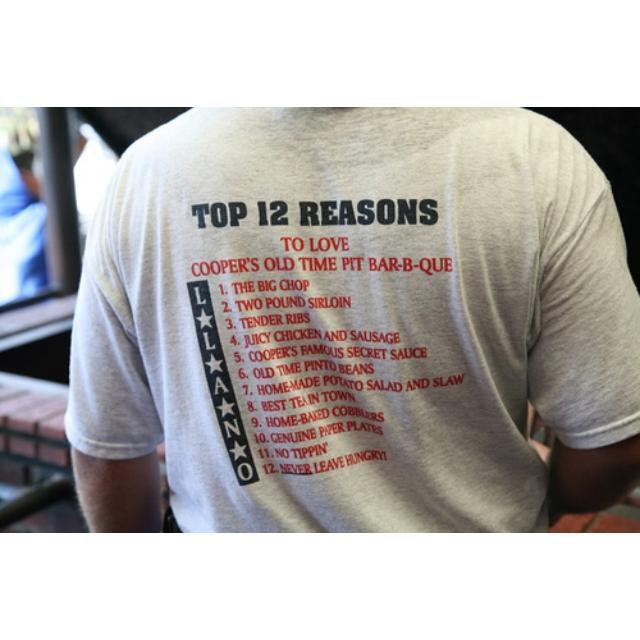 TOP 12 REASONS
TO LOVE
COOPER'S OLD TIME PIT BAR-B-QUE
L★L★A★N★O
1. THE BIG CHOP
2. TWO POUND SIRLOIN
3. TENDER RIBS
4. JUICY CHICKEN AND SAUSAGE
5. COOPER'S FAMOUS SECRET SAUCE
6. OLD TIME PINTO BEANS
7. HOME-MADE POTATO SALAD AND SLAW
8. BEST TEA IN TOWN
9. HOME-BAKED COBBLERS
10. GENUINE PAPER PLATES
11. NO TIPPIN'
12. NEVER LEAVE HUNGRY!